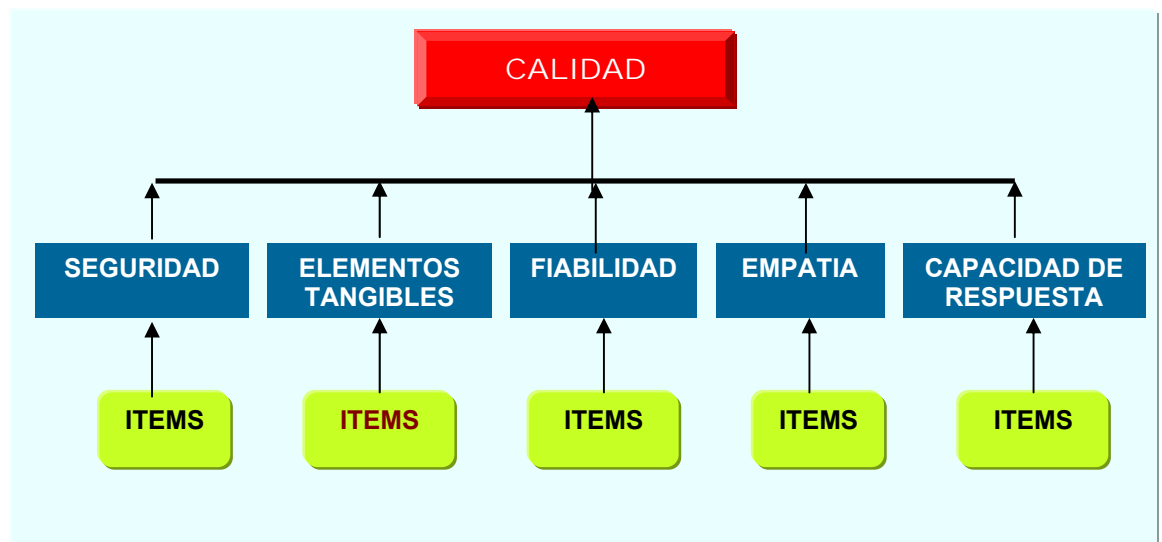 CALIDAD
SEGURIDAD
ELEMENTOS
TANGIBLES
FIABILIDAD
EMPATIA
CAPACIDAD DE
RESPUESTA
ITEMS
ITEMS
ITEMS
ITEMS
ITEMS